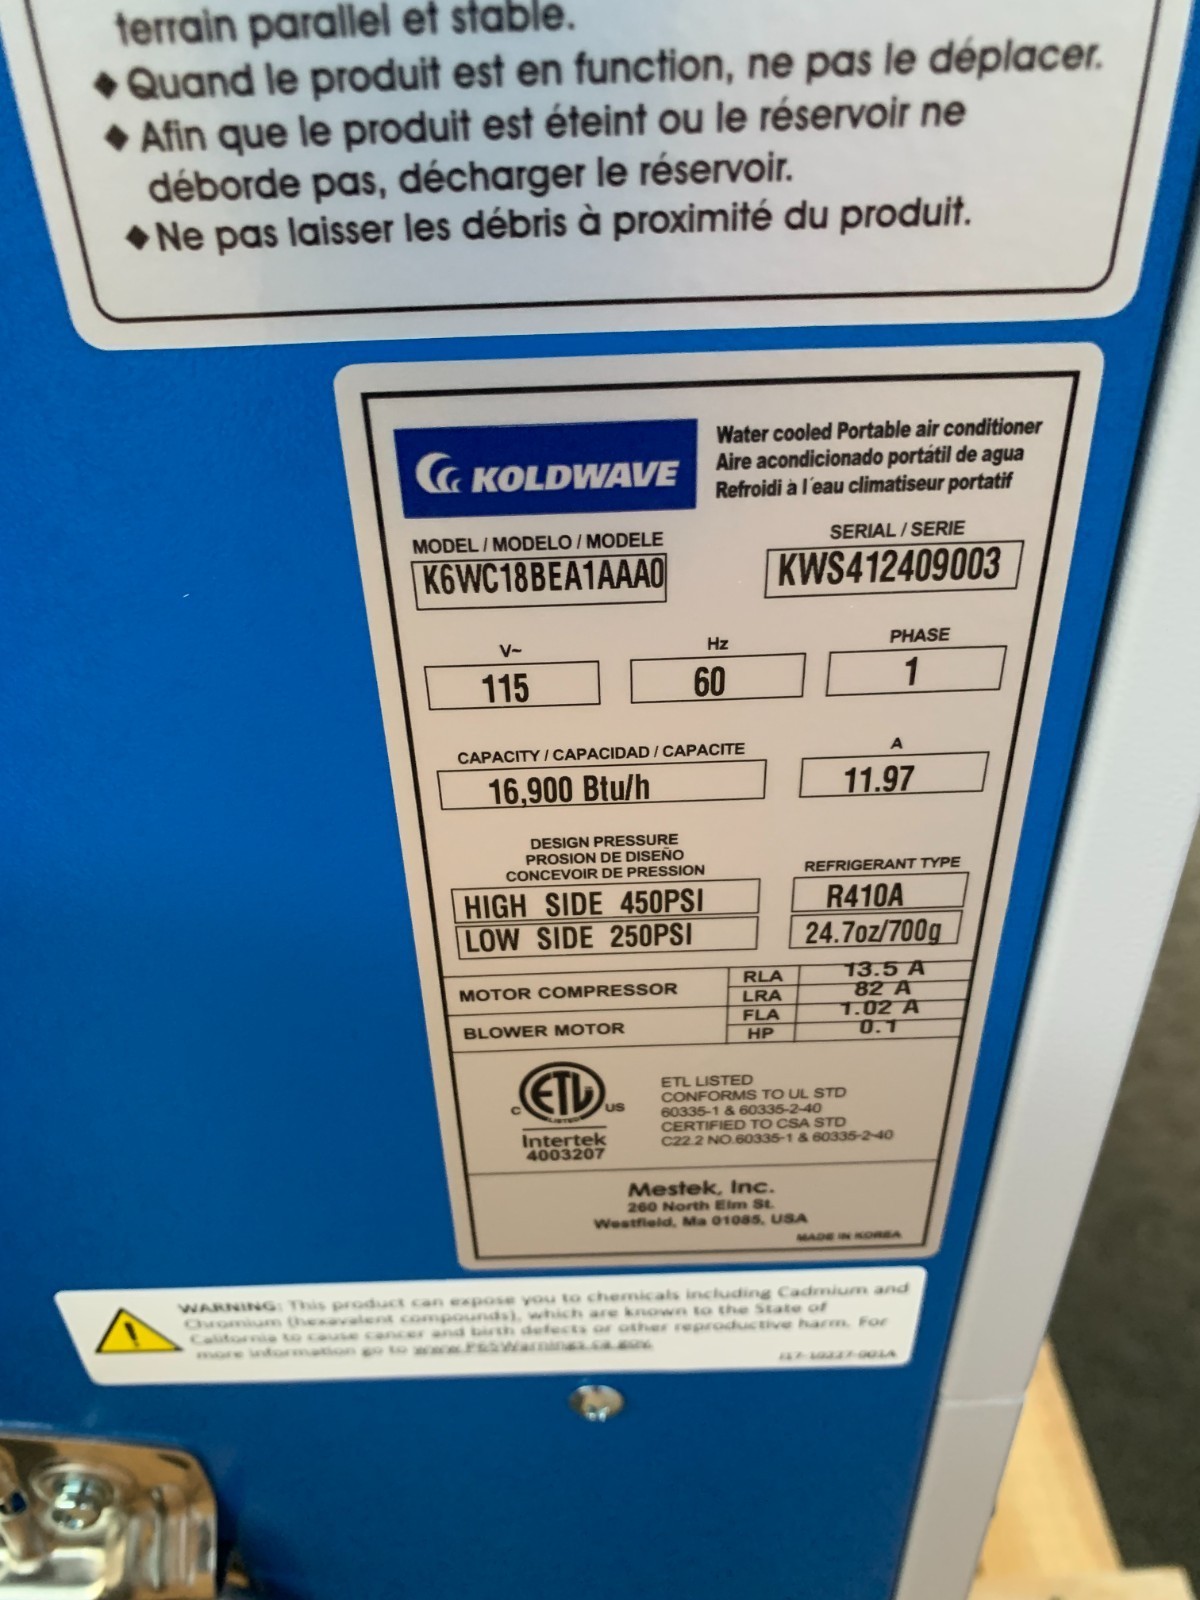 terrain parallel et stable.
◆ Quand le produit est en function, ne pas le déplacer.
◆ Afin que le produit est éteint ou le réservoir ne
déborde pas, décharger le réservoir.
◆ Ne pas laisser les débris à proximité du produit.
KOLDWAVE
Water cooled Portable air conditioner
Aire acondicionado portátil de agua
Refroidi à l´eau climatiseur portatif
MODEL / MODELO / MODELE
K6WC18BEA1AAA0
SERIAL / SERIE
KWS412409003
V~
115
Hz
60
PHASE
1
CAPACITY / CAPACIDAD / CAPACITE
16,900 Btu/h
A
11.97
DESIGN PRESSURE
PROSION DE DISEÑO
CONCEVOIR DE PRESSION
HIGH SIDE 450PSI
LOW SIDE 250PSI
REFRIGERANT TYPE
R410A
24.7oz/700g
MOTOR COMPRESSOR
RLA 13.5 A
LRA 82 A
BLOWER MOTOR
FLA 1.02 A
HP 0.1
C ETL US
LISTED
Intertek
4003207
ETL LISTED
CONFORMS TO UL STD
60335-1 & 60335-2-40
CERTIFIED TO CSA STD
C22.2 NO.60335-1 & 60335-2-40
Mestek, Inc.
260 North Elm St.
Westfield, Ma 01085, USA
MADE IN KOREA
WARNING: This product can expose you to chemicals including Cadmium and
Chromium (hexavalent compounds), which are known to the State of
California to cause cancer and birth defects or other reproductive harm. For
more information go to www.P65Warnings.ca.gov.
J17-10227-001A